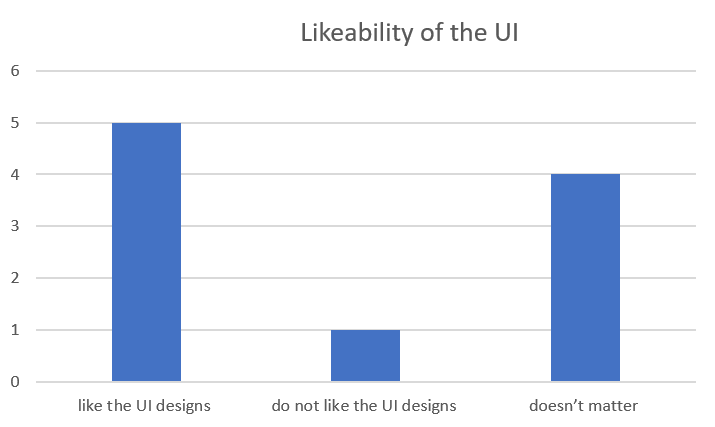 Likeability of the UI
6
5
4
3
2
1
0
like the UI designs
do not like the UI designs
doesn’t matter